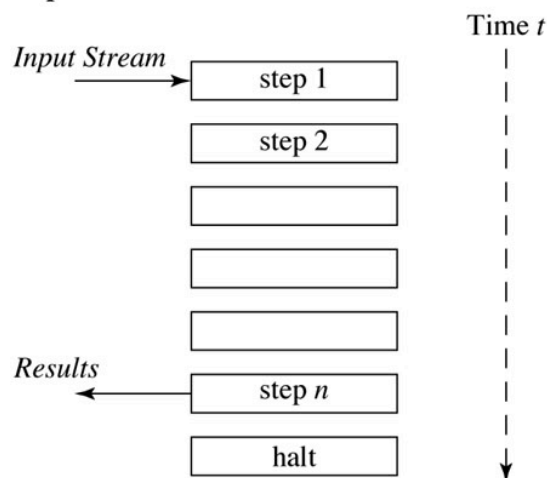 Time t
Input Stream
step 1
step 2
Results
step n
halt